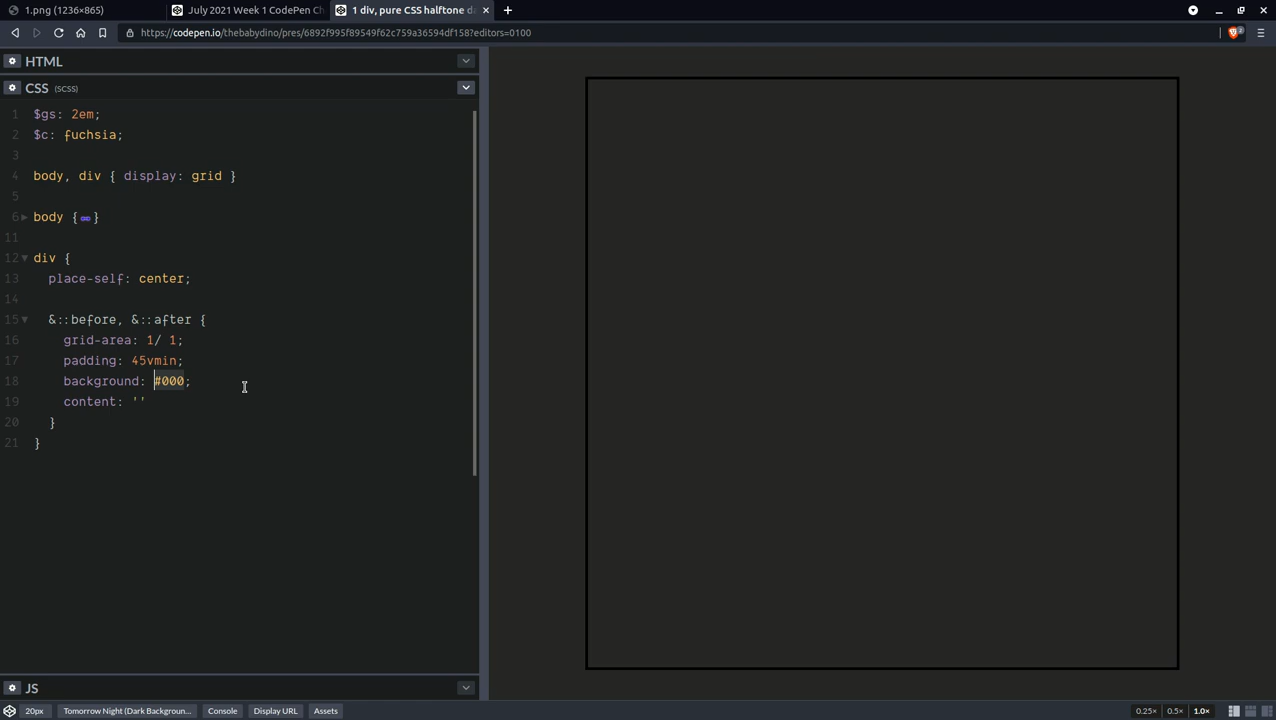 1.png (1236×865)
July 2021 Week 1 CodePen Ch
1 div, pure CSS halftone d
https://codepen.io/thebabydino/pres/6892f995f89549f62c759a36594df158?editors=0100
2
HTML
CSS (SCSS)
1 $gs: 2em;
2 $c: fuchsia;
3
4 body, div { display: grid }
5
6 body {↔}
11
12 div {
13 place-self: center;
14
15 &::before, &::after {
16 grid-area: 1/ 1;
17 padding: 45vmin;
18 background: #000;
19 content: ''
20 }
21 }
JS
20px Tomorrow Night (Dark Backgroun... Console Display URL Assets 0.25× 0.5× 1.0×